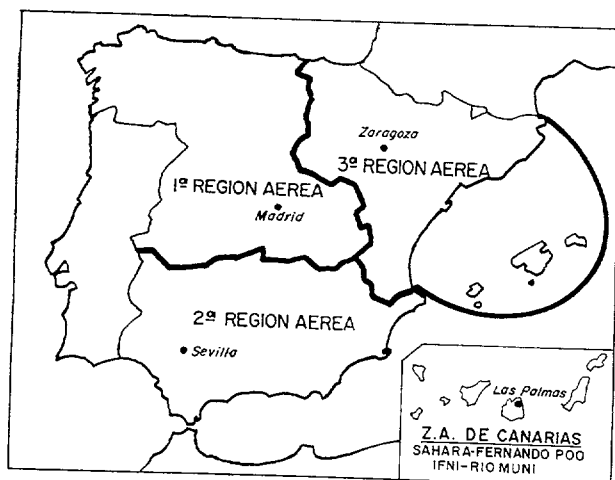 Zaragoza
3ª REGION AEREA
1ª REGION AEREA
Madrid
2ª REGION AEREA
Sevilla
Las Palmas
Z.A. DE CANARIAS
SAHARA-FERNANDO POO
IFNI-RIO MUNI